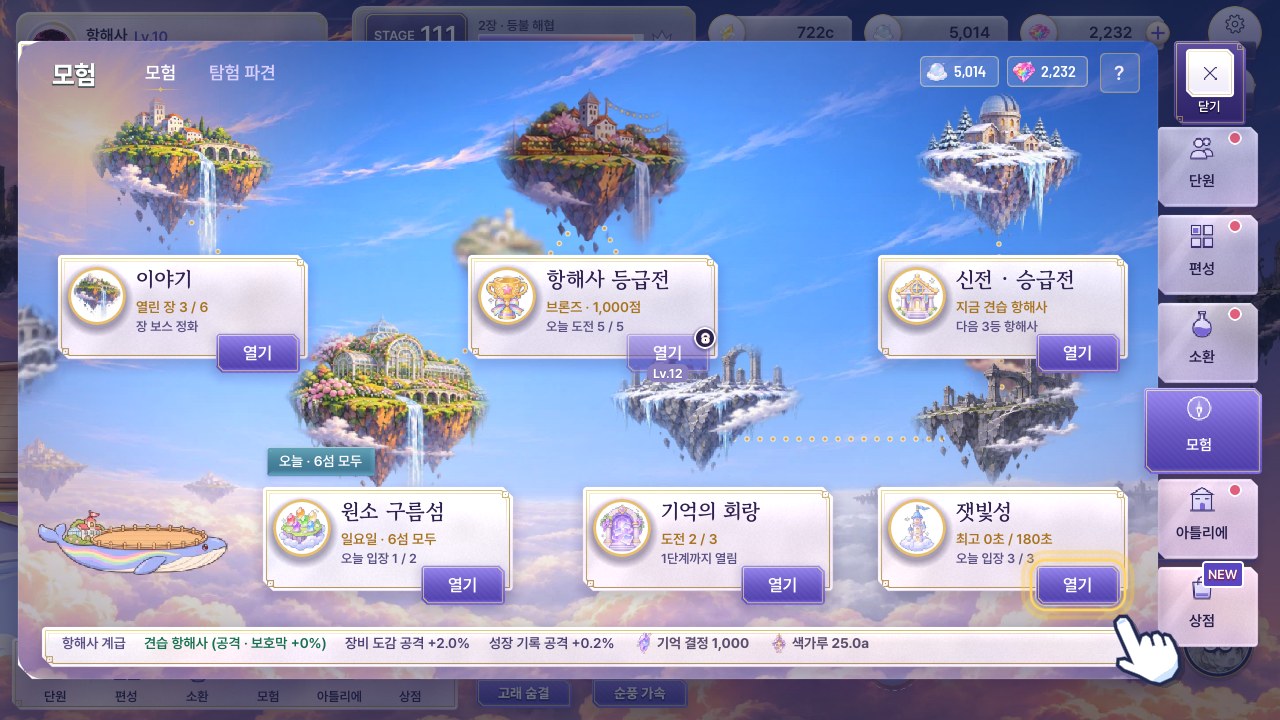 항해사 Lv.10
STAGE 111
2장 · 등불 해협
722c
5,014
2,232
모험
모험
탐험 파견
5,014
2,232
?
닫기
단원
편성
소환
모험
아틀리에
NEW
상점
이야기
열린 장 3 / 6
장 보스 정화
열기
항해사 등급전
브론즈 · 1,000점
오늘 도전 5 / 5
열기
Lv.12
신전 · 승급전
지금 견습 항해사
다음 3등 항해사
열기
오늘 · 6섬 모두
원소 구름섬
일요일 · 6섬 모두
오늘 입장 1 / 2
열기
기억의 회랑
도전 2 / 3
1단계까지 열림
열기
잿빛성
최고 0초 / 180초
오늘 입장 3 / 3
열기
항해사 계급
견습 항해사 (공격 · 보호막 +0%)
장비 도감 공격 +2.0%
성장 기록 공격 +0.2%
기억 결정 1,000
색가루 25.0a
단원
편성
소환
모험
아틀리에
상점
고래 숨결
순풍 가속